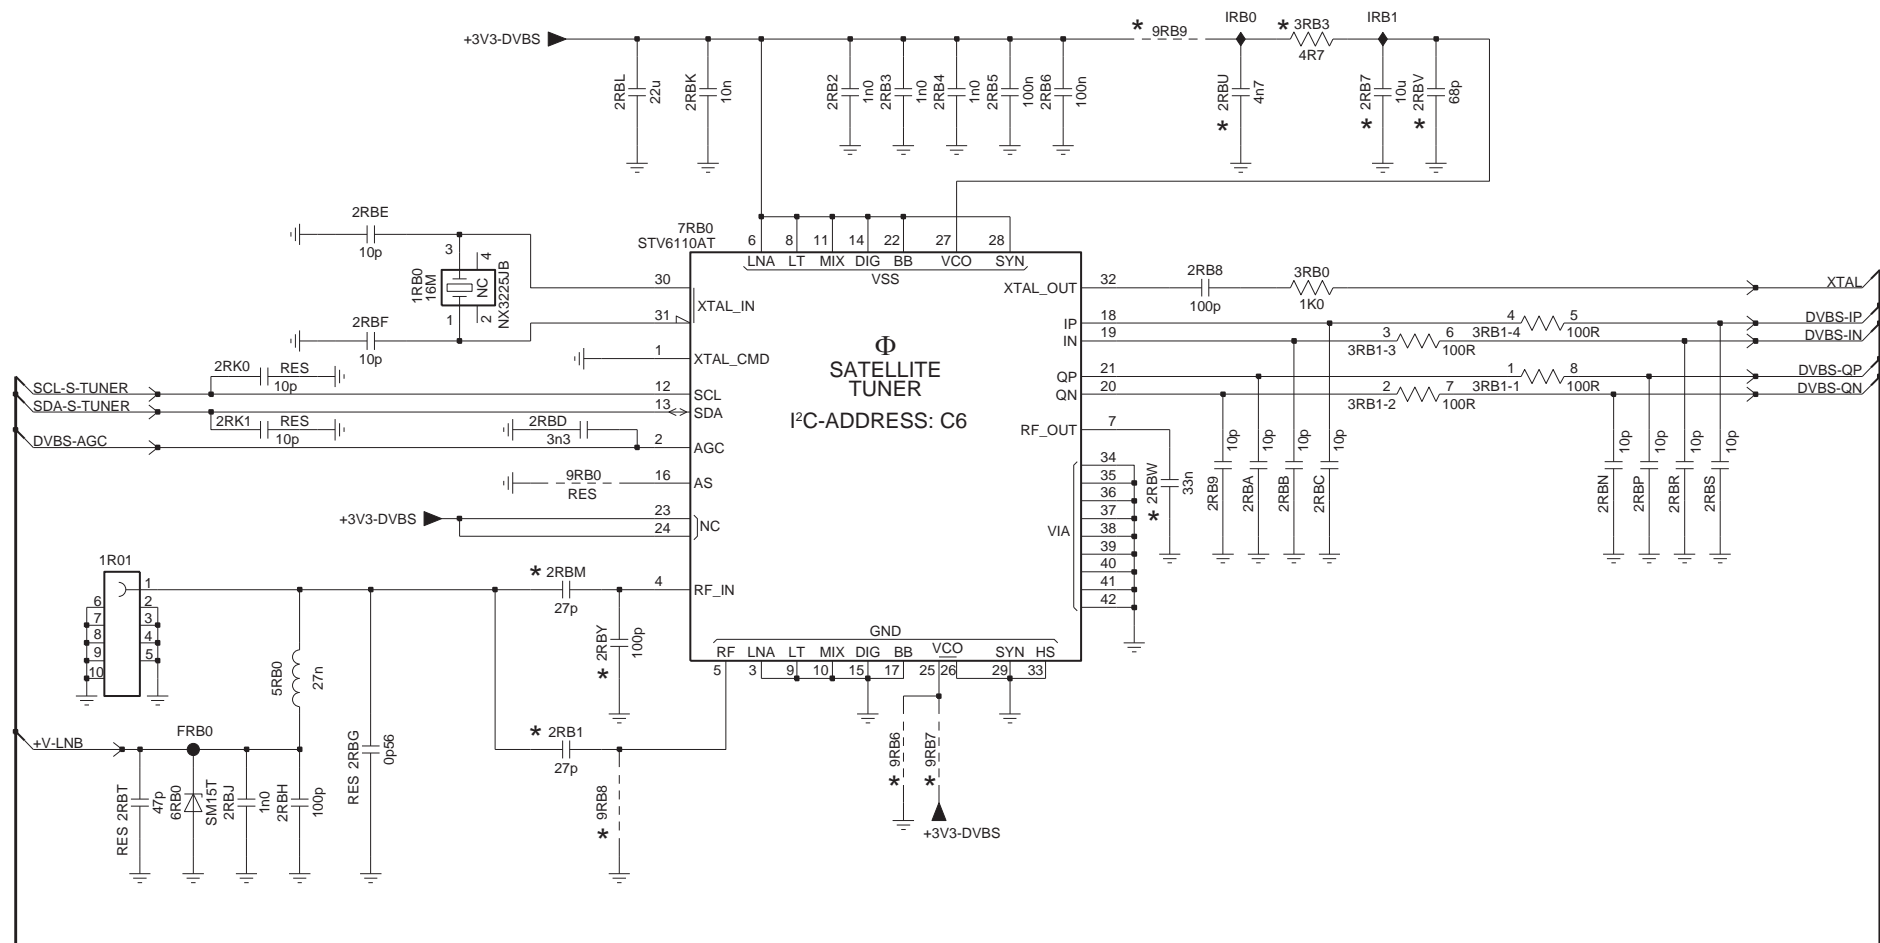 +3V3-DVBS
* 9RB9
IRB0
* 3RB3
4R7
IRB1
2RBL 22u
2RBK 10n
2RB2 1n0
2RB3 1n0
2RB4 1n0
2RB5 100n
2RB6 100n
* 2RBU 4n7
* 2RB7 10u
* 2RBV 68p
7RB0
STV6110AT
6 8 11 14 22 27 28
LNA LT MIX DIG BB VCO SYN
VSS
2RBE
10p
3 4
1RB0
16M
NC
NX3225JB
1 2
2RBF
10p
30
XTAL_IN
31
1 XTAL_CMD
2RK0 RES
10p
SCL-S-TUNER
12 SCL
SDA-S-TUNER
13 SDA
2RK1 RES
10p
2RBD
3n3
DVBS-AGC
2 AGC
9RB0
RES
16 AS
+3V3-DVBS
23
24
NC
Φ
SATELLITE
TUNER
I²C-ADDRESS: C6
XTAL_OUT 32
2RB8
100p
3RB0
1K0
XTAL
IP 18
4 5
3RB1-4 100R
DVBS-IP
IN 19
3 6
3RB1-3 100R
DVBS-IN
QP 21
1 8
3RB1-1 100R
DVBS-QP
QN 20
2 7
3RB1-2 100R
DVBS-QN
RF_OUT 7
* 2RBW 33n
2RB9 10p
2RBA 10p
2RBB 10p
2RBC 10p
2RBN 10p
2RBP 10p
2RBR 10p
2RBS 10p
34
35
36
37
VIA
38
39
40
41
42
1R01
1
6 2
7 3
8 4
9 5
10
* 2RBM
27p
4 RF_IN
* 2RBY 100p
GND
RF LNA LT MIX DIG BB VCO SYN HS
5 3 9 10 15 17 25 26 29 33
5RB0 27n
RES 2RBG 0p56
* 2RB1
27p
* 9RB8
* 9RB6
* 9RB7
+3V3-DVBS
+V-LNB
FRB0
RES 2RBT 47p
6RB0 SM15T
2RBJ 1n0
2RBH 100p